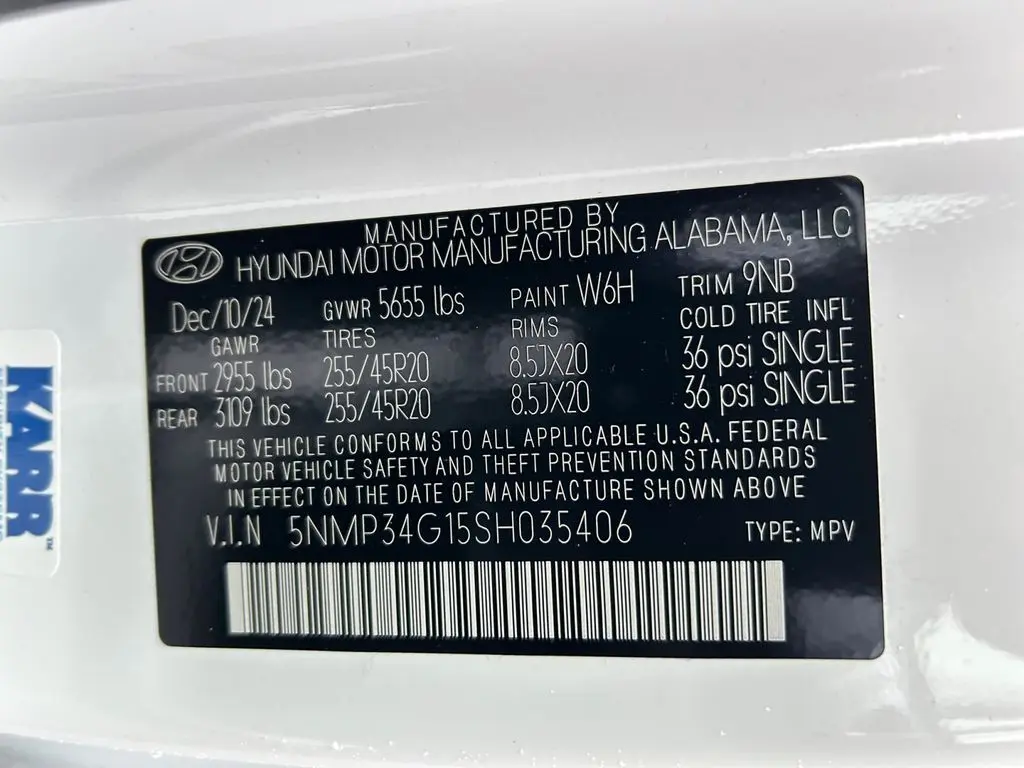 MANUFACTURED BY
HYUNDAI MOTOR MANUFACTURING ALABAMA, LLC
Dec/10/24 GVWR 5655 lbs PAINT W6H TRIM 9NB
GAWR TIRES RIMS COLD TIRE INFL
FRONT 2955 lbs 255/45R20 8.5JX20 36 psi SINGLE
REAR 3109 lbs 255/45R20 8.5JX20 36 psi SINGLE
THIS VEHICLE CONFORMS TO ALL APPLICABLE U.S.A. FEDERAL
MOTOR VEHICLE SAFETY AND THEFT PREVENTION STANDARDS
IN EFFECT ON THE DATE OF MANUFACTURE SHOWN ABOVE
V.I.N 5NMP34G15SH035406 TYPE: MPV
KARR™